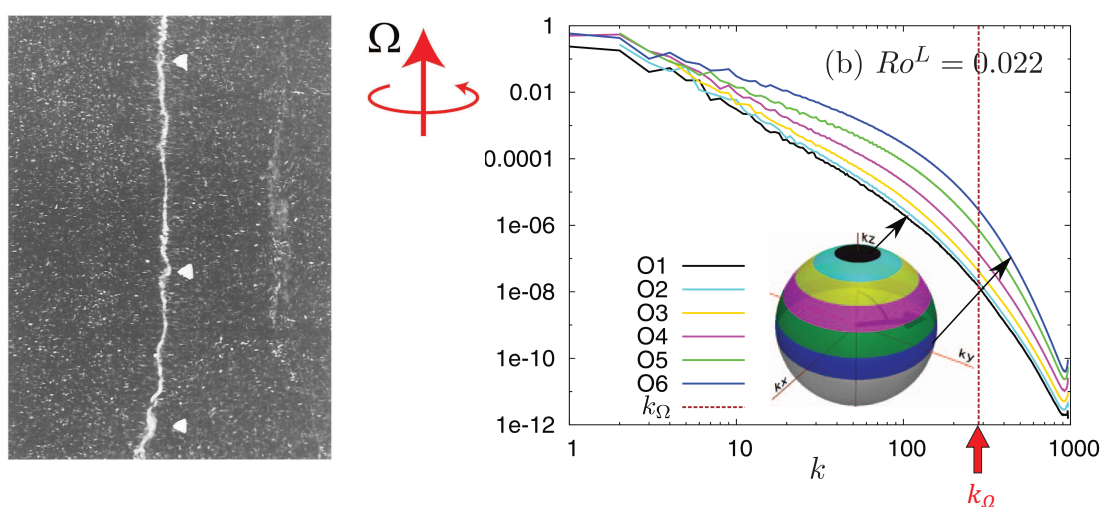 Ω
(b) Ro^L = 0.022
1
0.01
0.0001
1e-06
1e-08
1e-10
1e-12
O1
O2
O3
O4
O5
O6
k_Ω
kz
ky
kx
1 10 100 1000
k
k_Ω